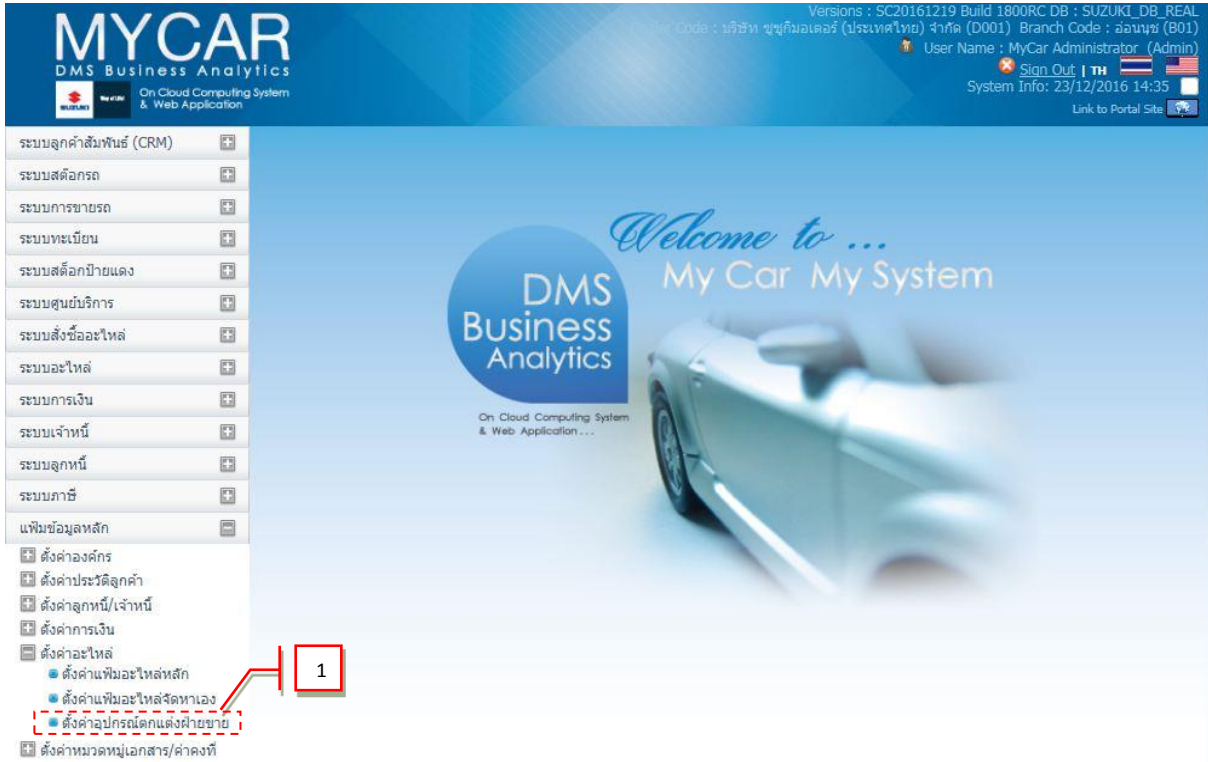 MYCAR
DMS Business Analytics
On Cloud Computing System
& Web Application
SUZUKI
Way of Life!
Versions : SC20161219 Build 1800RC DB : SUZUKI_DB_REAL
Code : บริษัท ซูซูกิมอเตอร์ (ประเทศไทย) จำกัด (D001) Branch Code : อ่อนนุช (B01)
User Name : MyCar Administrator (Admin)
Sign Out | TH
System Info: 23/12/2016 14:35
Link to Portal Site
ระบบลูกค้าสัมพันธ์ (CRM)
ระบบสต๊อกรถ
ระบบการขายรถ
ระบบทะเบียน
ระบบสต็อกป้ายแดง
ระบบศูนย์บริการ
ระบบสั่งซื้ออะไหล่
ระบบอะไหล่
ระบบการเงิน
ระบบเจ้าหนี้
ระบบลูกหนี้
ระบบภาษี
แฟ้มข้อมูลหลัก
ตั้งค่าองค์กร
ตั้งค่าประวัติลูกค้า
ตั้งค่าลูกหนี้/เจ้าหนี้
ตั้งค่าการเงิน
ตั้งค่าอะไหล่
ตั้งค่าแฟ้มอะไหล่หลัก
ตั้งค่าแฟ้มอะไหล่จัดหาเอง
ตั้งค่าอุปกรณ์ตกแต่งฝ่ายขาย
ตั้งค่าหมวดหมู่เอกสาร/ค่าคงที่
1
Welcome to ...
My Car My System
DMS
Business
Analytics
On Cloud Computing System
& Web Application...